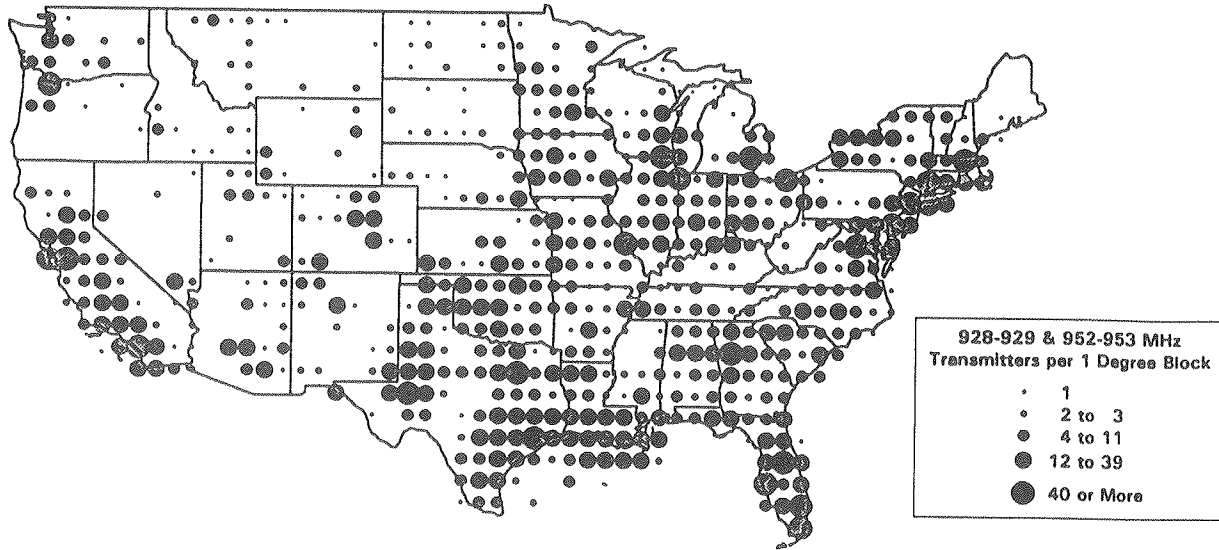 928-929 & 952-953 MHz
Transmitters per 1 Degree Block
1
2 to 3
4 to 11
12 to 39
40 or More